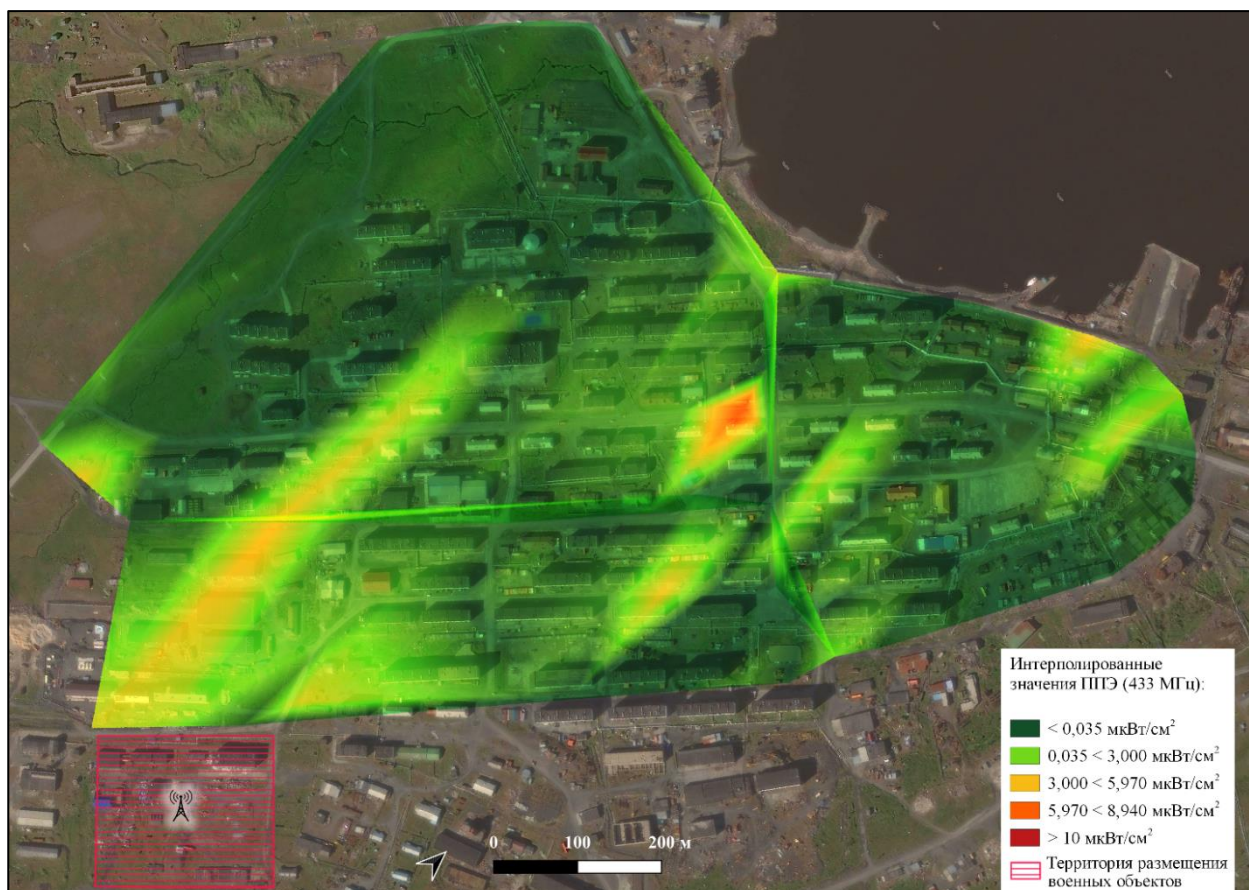 Интерполированные
значения ППЭ (433 МГц):
< 0,035 мкВт/см²
0,035 < 3,000 мкВт/см²
3,000 < 5,970 мкВт/см²
5,970 < 8,940 мкВт/см²
> 10 мкВт/см²
Территория размещения
военных объектов
0 100 200 м